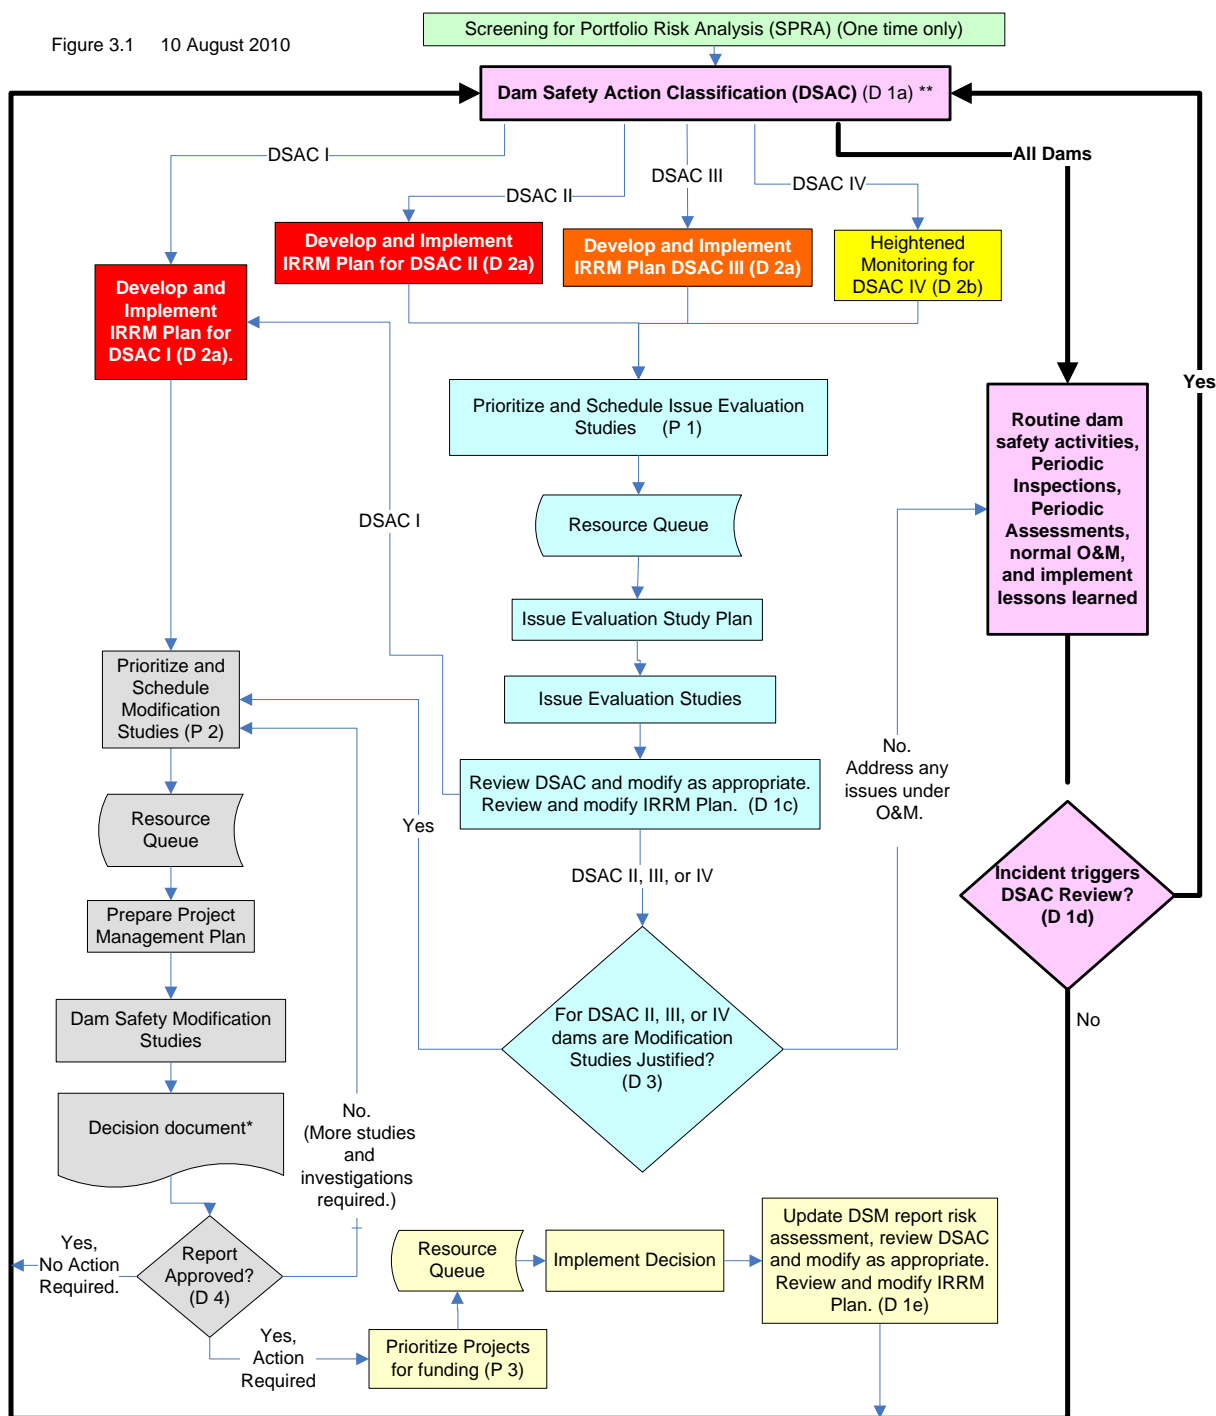 Figure 3.1 10 August 2010
Screening for Portfolio Risk Analysis (SPRA) (One time only)
Dam Safety Action Classification (DSAC) (D 1a) **
DSAC I
DSAC II
DSAC III
DSAC IV
All Dams
Develop and
Implement
IRRM Plan for
DSAC I (D 2a).
Develop and Implement
IRRM Plan for DSAC II (D 2a)
Develop and Implement
IRRM Plan DSAC III (D 2a)
Heightened
Monitoring for
DSAC IV (D 2b)
Yes
Prioritize and Schedule Issue Evaluation
Studies (P 1)
Routine dam
safety activities,
Periodic
Inspections,
Periodic
Assessments,
normal O&M,
and implement
lessons learned
DSAC I
Resource Queue
Issue Evaluation Study Plan
Issue Evaluation Studies
Prioritize and
Schedule
Modification
Studies (P 2)
Review DSAC and modify as appropriate.
Review and modify IRRM Plan. (D 1c)
No.
Address any
issues under
O&M.
Yes
Resource
Queue
DSAC II, III, or IV
Incident triggers
DSAC Review?
(D 1d)
Prepare Project
Management Plan
Dam Safety Modification
Studies
For DSAC II, III, or IV
dams are Modification
Studies Justified?
(D 3)
No
Decision document*
No.
(More studies
and
investigations
required.)
Yes,
No Action
Required.
Report
Approved?
(D 4)
Yes,
Action
Required
Prioritize Projects
for funding (P 3)
Resource
Queue
Implement Decision
Update DSM report risk
assessment, review DSAC
and modify as appropriate.
Review and modify IRRM
Plan. (D 1e)